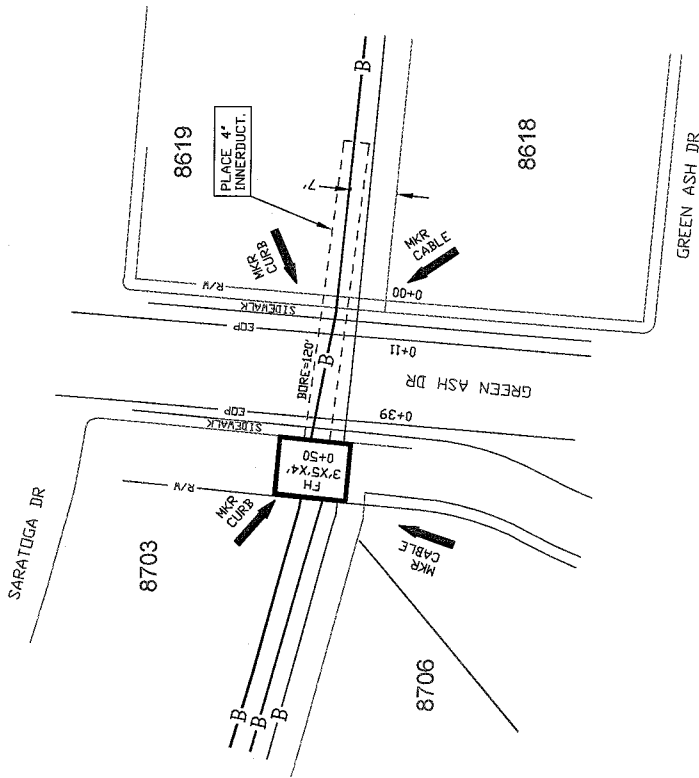 8619
PLACE 4"
INNERDUCT.
B
7'
8618
GREEN ASH DR
MKR
CURB
MKR
CABLE
R/W
SIDEWALK
EOP
0+00
0+11
BORE=120'
B
GREEN ASH DR
0+39
EOP
SIDEWALK
FH
3'X5'X4'
0+50
R/W
MKR
CURB
MKR
CABLE
SARATOGA DR
8703
8706
B
B
B